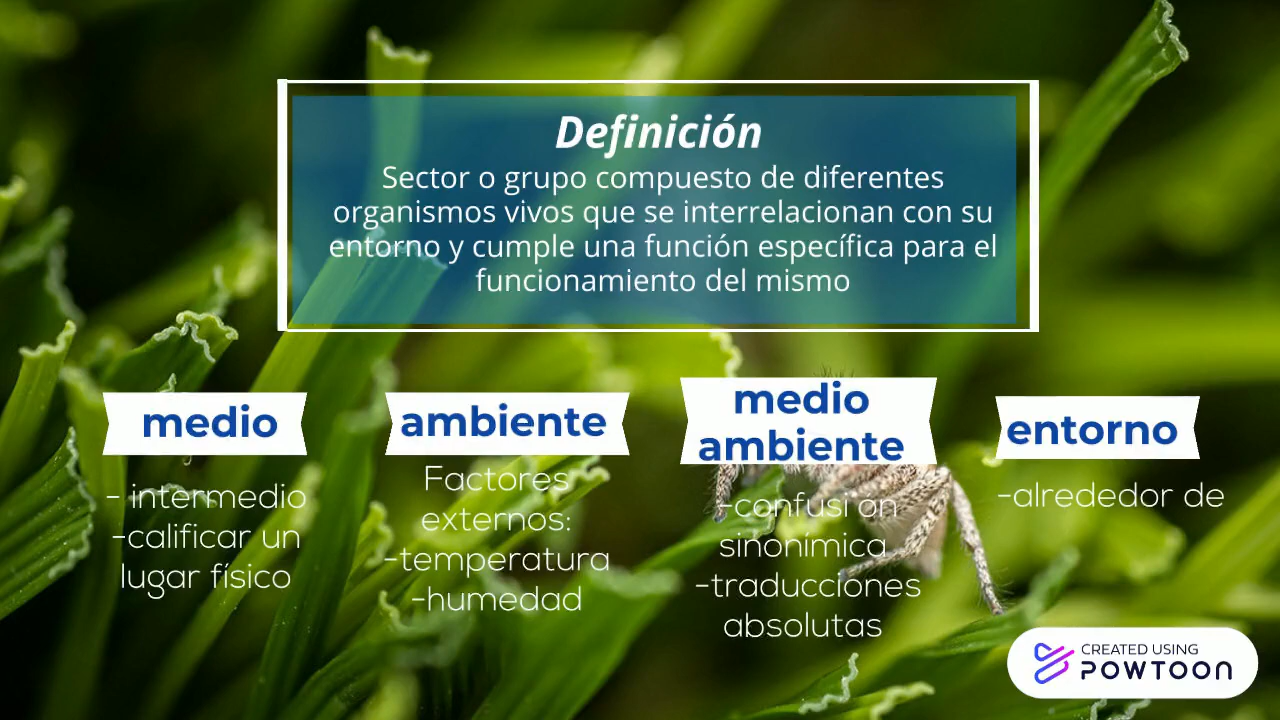 Definición
Sector o grupo compuesto de diferentes
organismos vivos que se interrelacionan con su
entorno y cumple una función específica para el
funcionamiento del mismo
medio
- intermedio
-calificar un
lugar físico
ambiente
Factores
externos:
-temperatura
-humedad
medio
ambiente
-confusión
sinonímica
-traducciones
absolutas
entorno
-alrededor de
CREATED USING
POWTOON